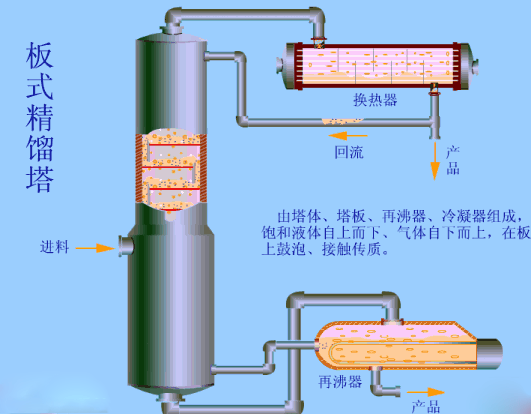 板式精馏塔
换热器
回流
产品
由塔体、塔板、再沸器、冷凝器组成，
饱和液体自上而下、气体自下而上，在板
上鼓泡、接触传质。
进料
再沸器
产品